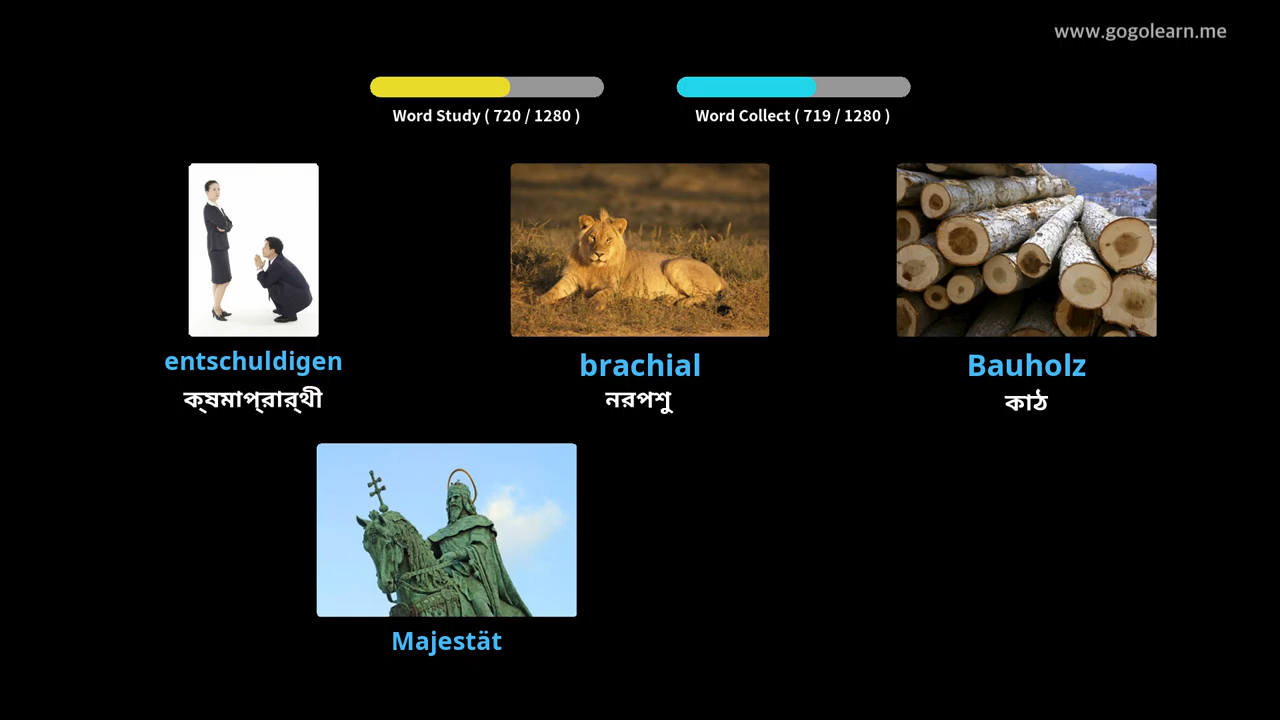 www.gogolearn.me
Word Study ( 720 / 1280 )
Word Collect ( 719 / 1280 )
entschuldigen
ক্ষমাপ্রার্থী
brachial
নরপশু
Bauholz
কাঠ
Majestät